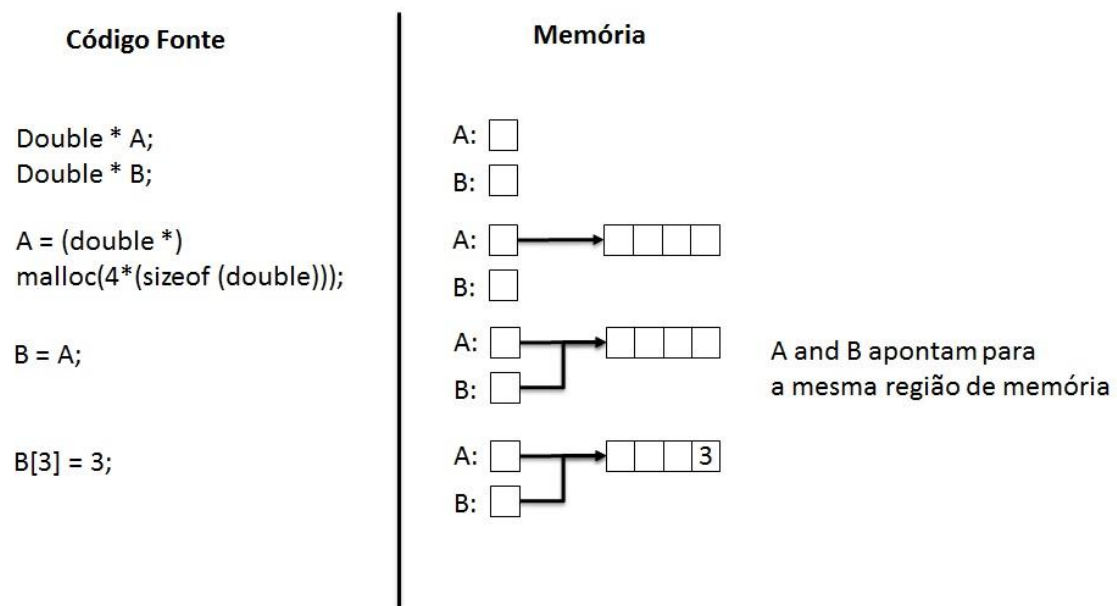 Código Fonte
Memória
Double * A;
Double * B;
A:
B:
A = (double *)
malloc(4*(sizeof (double)));
A:
B:
B = A;
A:
B:
A and B apontam para
a mesma região de memória
B[3] = 3;
A:
3
B: